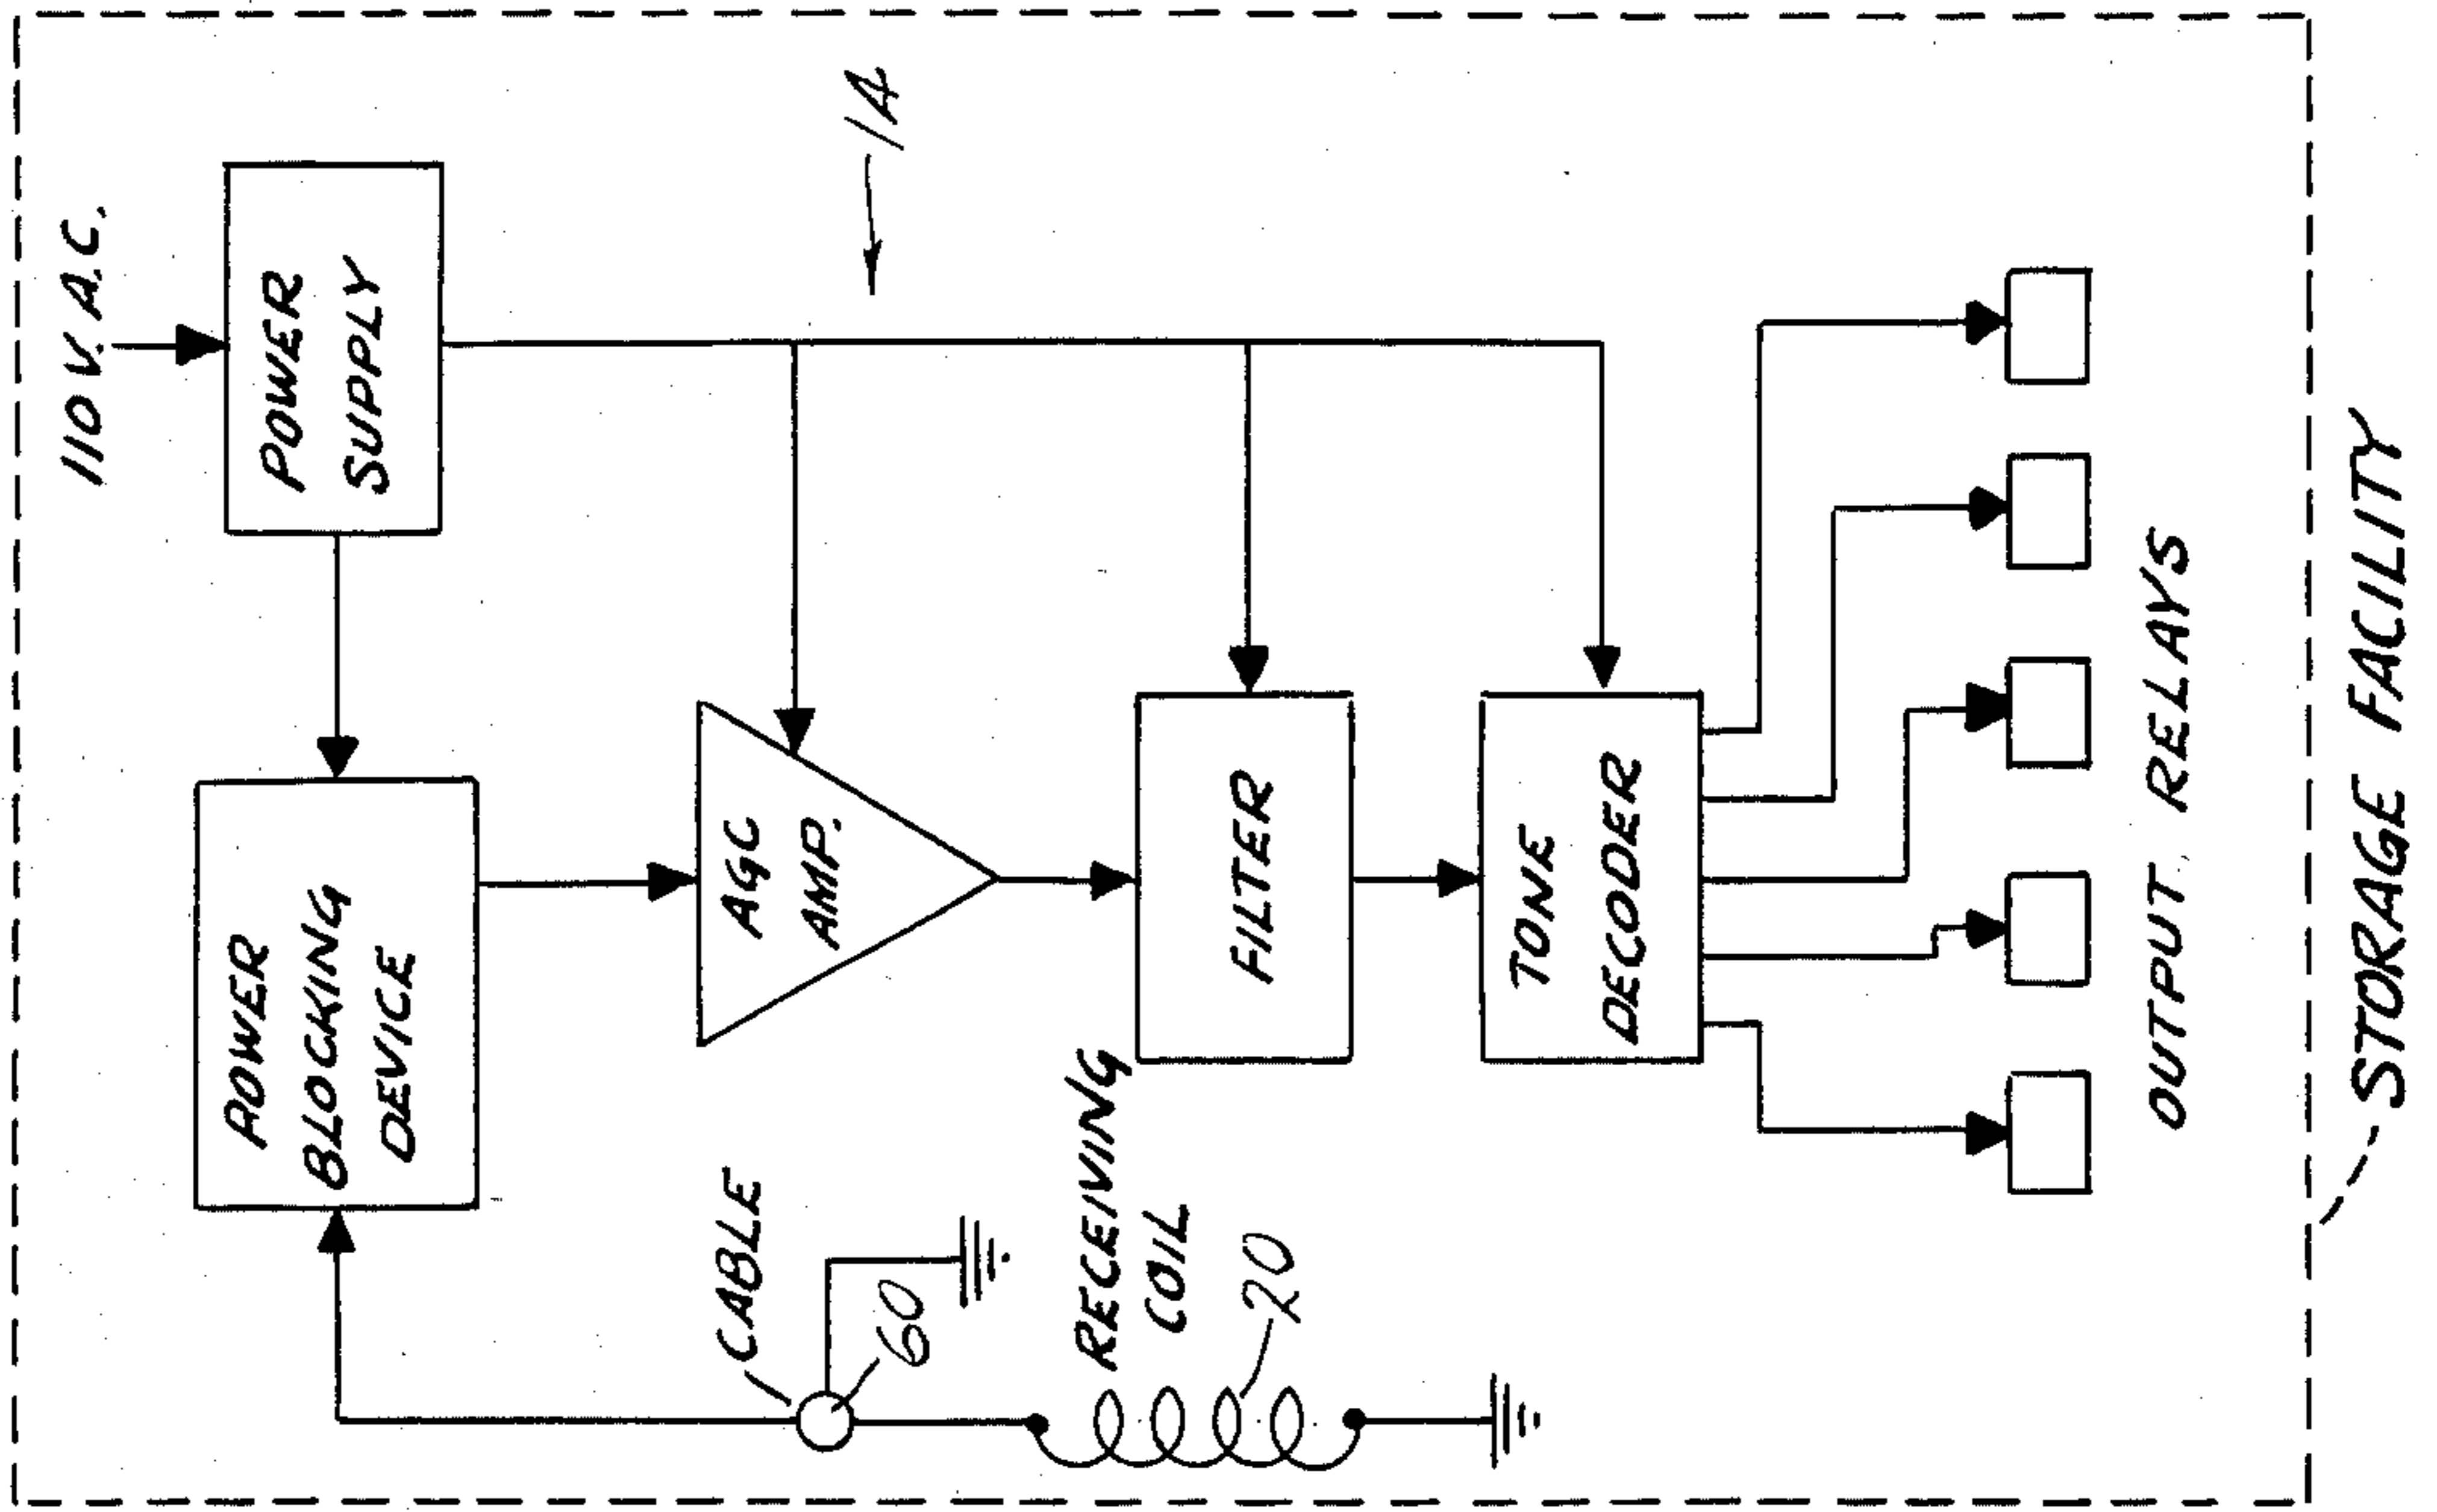 110 V. A.C.
POWER
SUPPLY
14
POWER
BLOCKING
DEVICE
AGC
AMP.
CABLE
60
RECEIVING
COIL
20
FILTER
TONE
DECODER
OUTPUT RELAYS
STORAGE FACILITY